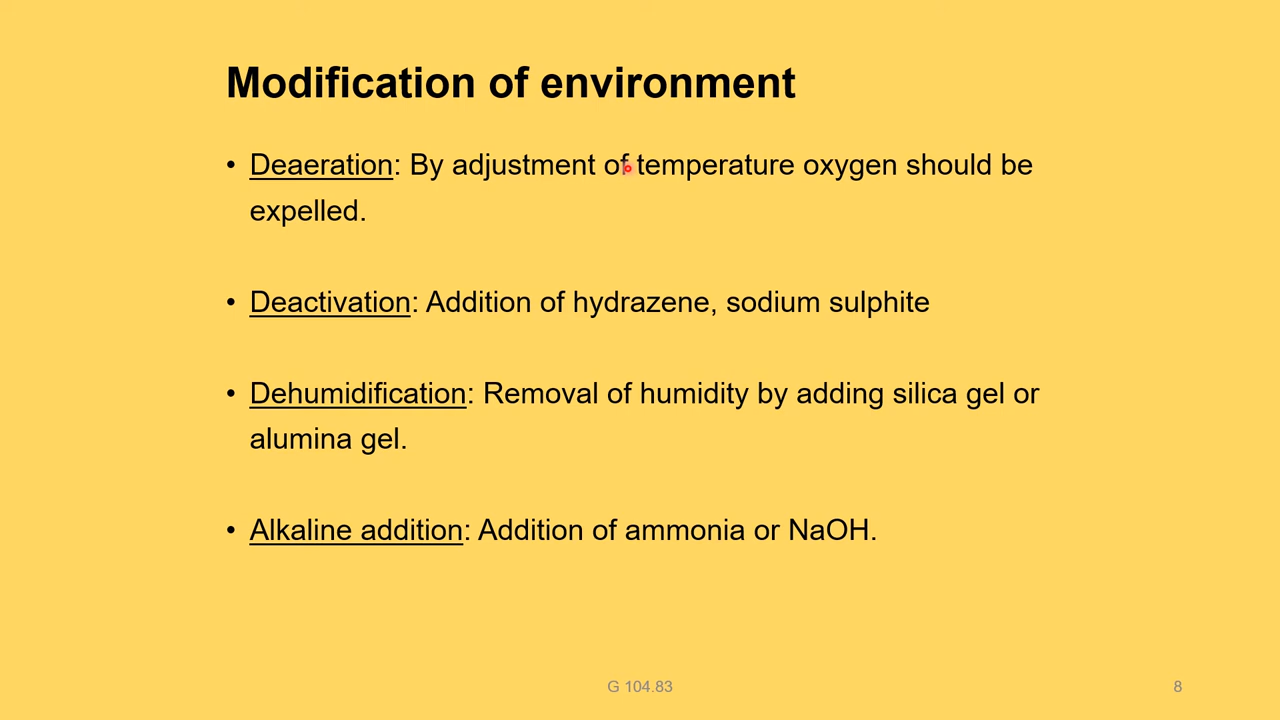 Modification of environment
• Deaeration: By adjustment of temperature oxygen should be
expelled.
• Deactivation: Addition of hydrazene, sodium sulphite
• Dehumidification: Removal of humidity by adding silica gel or
alumina gel.
• Alkaline addition: Addition of ammonia or NaOH.
G 104.83
8